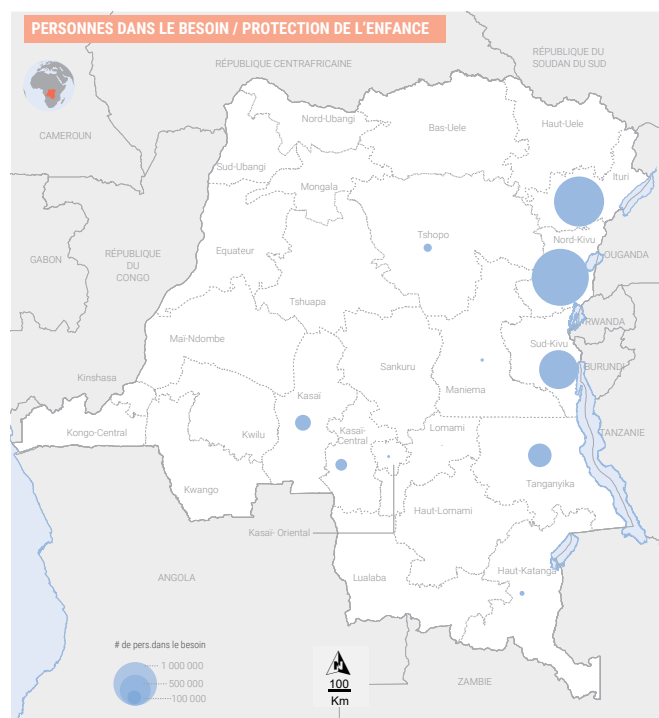 PERSONNES DANS LE BESOIN / PROTECTION DE L'ENFANCE
RÉPUBLIQUE DU
SOUDAN DU SUD
RÉPUBLIQUE CENTRAFRICAINE
CAMEROUN
Nord-Ubangi
Bas-Uele
Haut-Uele
Sud-Ubangi
Mongala
Ituri
Tshopo
Nord-Kivu
Equateur
GABON
RÉPUBLIQUE
DU
CONGO
OUGANDA
Tshuapa
RWANDA
Maï-Ndombe
Sud-Kivu
Sankuru
BURUNDI
Kinshasa
Maniema
Kasaï
Kongo-Central
Kwilu
Kasaï-
Central
Lomami
TANZANIE
Kwango
Tanganyika
Haut-Lomami
Kasaï- Oriental
ANGOLA
Lualaba
Haut-Katanga
# de pers.dans le besoin
1 000 000
500 000
100 000
N
100
Km
ZAMBIE